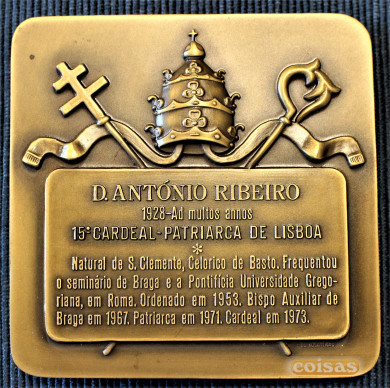 D. ANTÓNIO RIBEIRO
1928-Ad multos annos
15º CARDEAL-PATRIARCA DE LISBOA
*
Natural de S. Clemente, Celorico de Basto. Frequentou
o seminário de Braga e a Pontifícia Universidade Grego-
riana, em Roma. Ordenado em 1953. Bispo Auxiliar de
Braga em 1967. Patriarca em 1971. Cardeal em 1973.
coisas